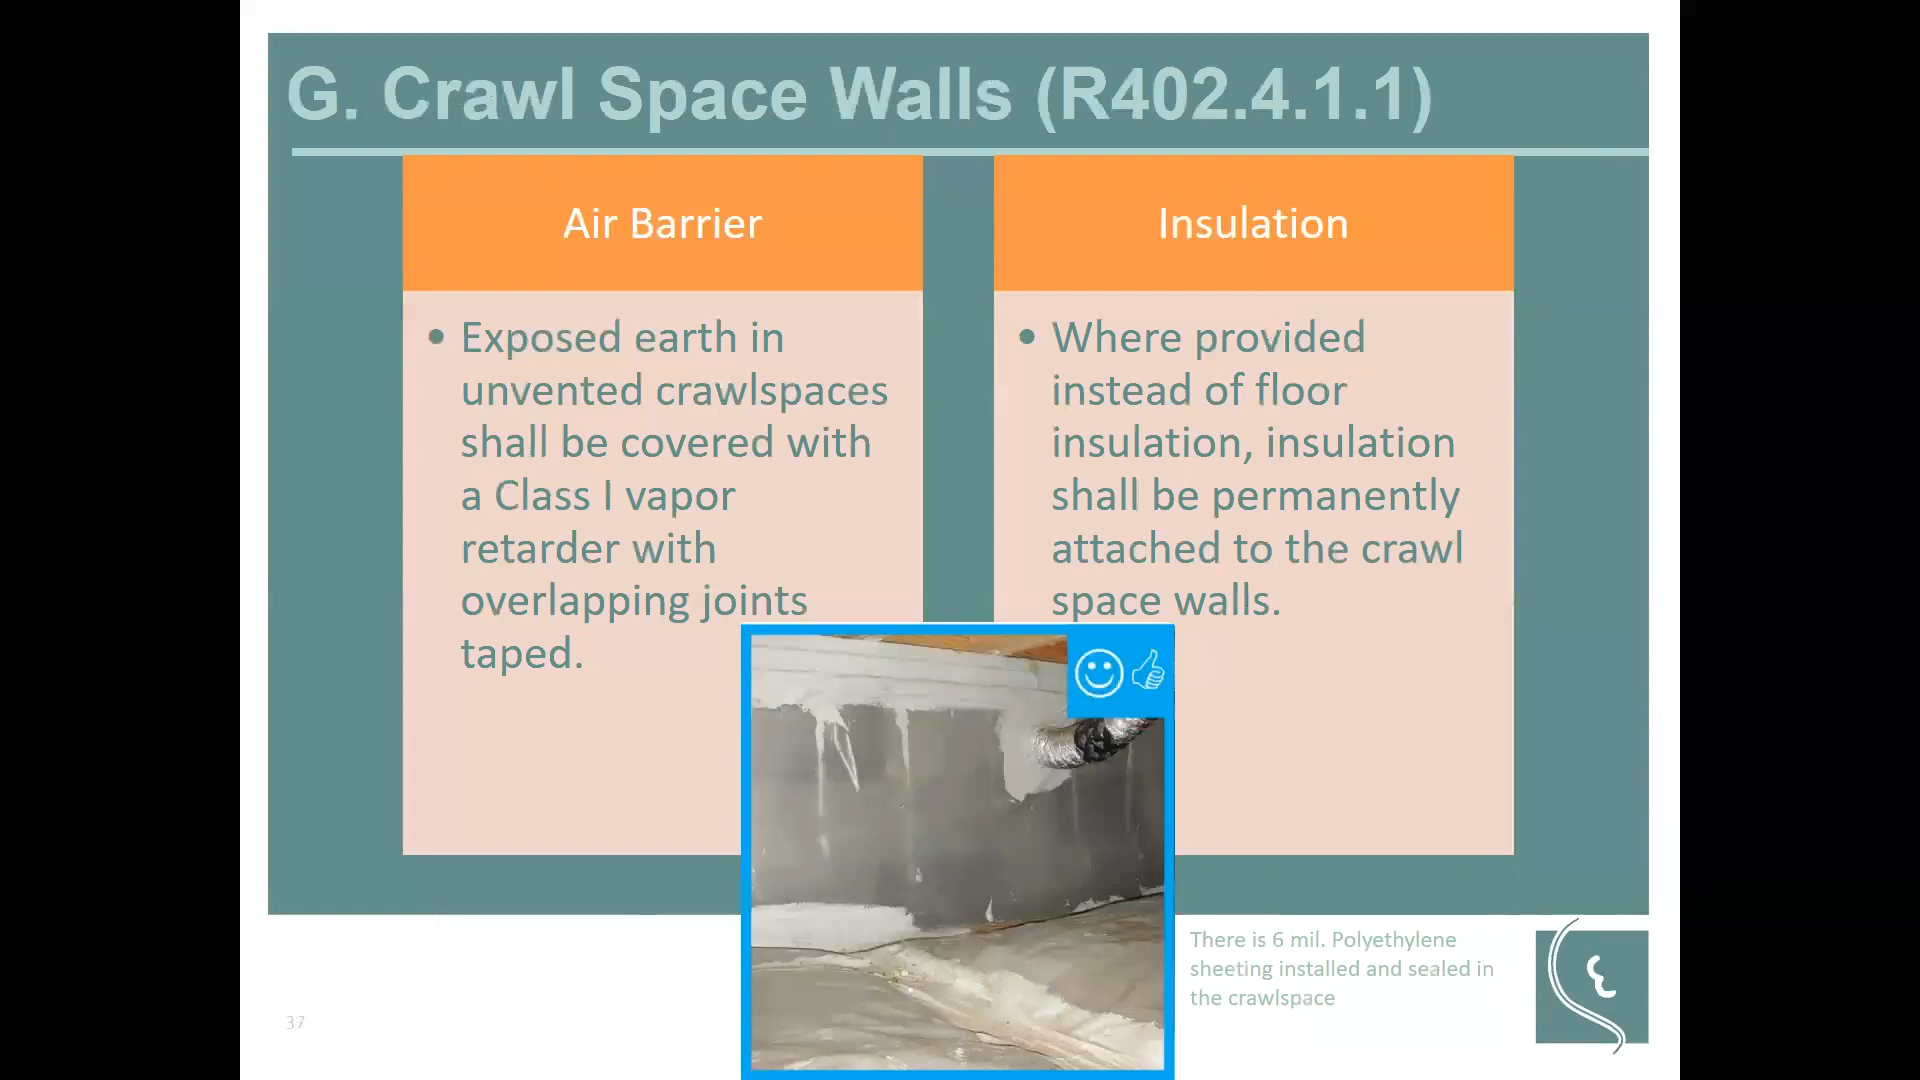 G. Crawl Space Walls (R402.4.1.1)
Air Barrier
• Exposed earth in
unvented crawlspaces
shall be covered with
a Class I vapor
retarder with
overlapping joints
taped.
Insulation
• Where provided
instead of floor
insulation, insulation
shall be permanently
attached to the crawl
space walls.
There is 6 mil. Polyethylene
sheeting installed and sealed in
the crawlspace
37